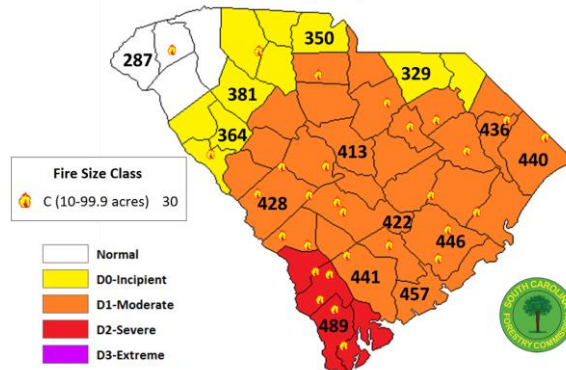 350
287
329
381
436
364
413
440
Fire Size Class
C (10-99.9 acres) 30
428
422
446
Normal
D0-Incipient
441
457
D1-Moderate
D2-Severe
489
D3-Extreme
SOUTH CAROLINA
FORESTRY COMMISSION